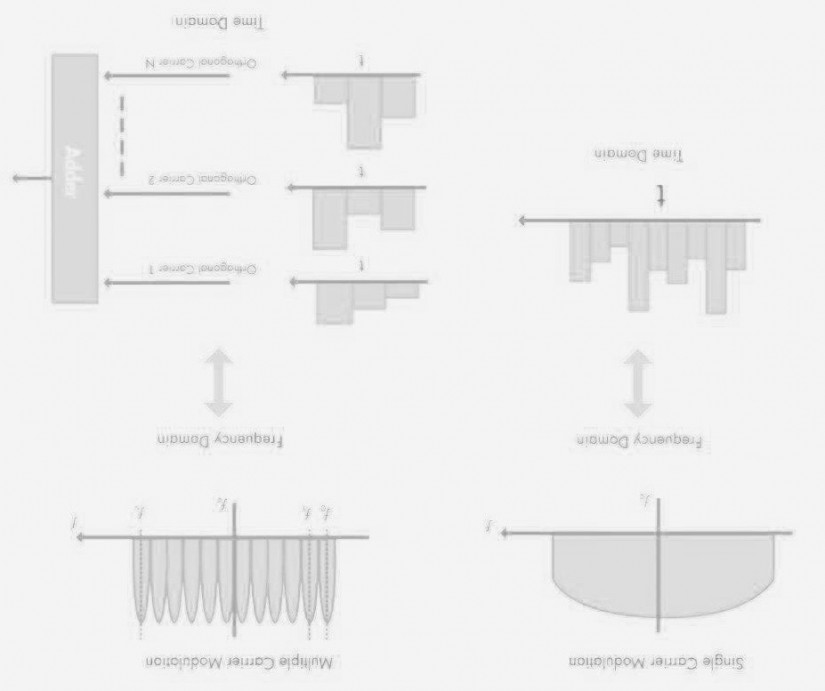 Single Carrier Modulation
Multiple Carrier Modulation
f
f
Frequency Domain
Frequency Domain
t
Time Domain
t
Orthogonal Carrier 1
t
Orthogonal Carrier 2
t
Orthogonal Carrier N
Adder
Time Domain